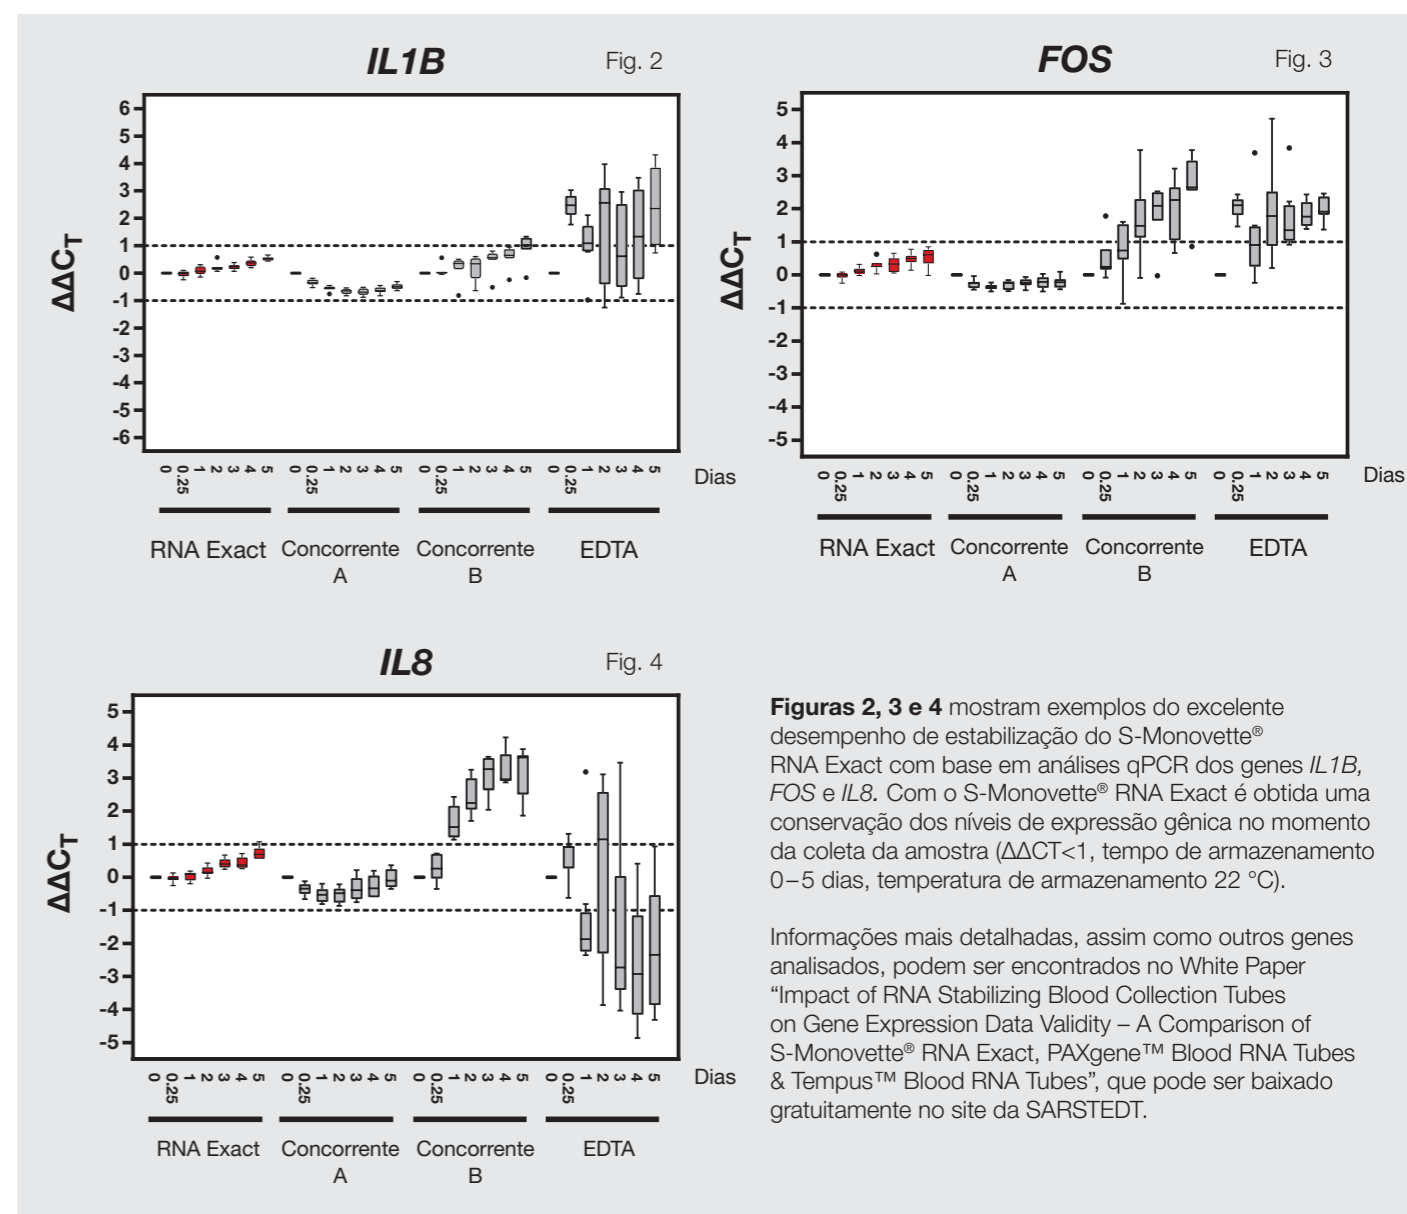 IL1B
Fig. 2
ΔΔCT
6
5
4
3
2
1
0
-1
-2
-3
-4
-5
-6
0 0.25 1 2 3 4 5 0 0.25 1 2 3 4 5 0 0.25 1 2 3 4 5 0 0.25 1 2 3 4 5
Dias
RNA Exact
Concorrente A
Concorrente B
EDTA
FOS
Fig. 3
ΔΔCT
5
4
3
2
1
0
-1
-2
-3
-4
-5
0 0.25 1 2 3 4 5 0 0.25 1 2 3 4 5 0 0.25 1 2 3 4 5 0 0.25 1 2 3 4 5
Dias
RNA Exact
Concorrente A
Concorrente B
EDTA
IL8
Fig. 4
ΔΔCT
5
4
3
2
1
0
-1
-2
-3
-4
-5
0 0.25 1 2 3 4 5 0 0.25 1 2 3 4 5 0 0.25 1 2 3 4 5 0 0.25 1 2 3 4 5
Dias
RNA Exact
Concorrente A
Concorrente B
EDTA
Figuras 2, 3 e 4 mostram exemplos do excelente
desempenho de estabilização do S-Monovette®
RNA Exact com base em análises qPCR dos genes IL1B,
FOS e IL8. Com o S-Monovette® RNA Exact é obtida uma
conservação dos níveis de expressão gênica no momento
da coleta da amostra (ΔΔCT<1, tempo de armazenamento
0–5 dias, temperatura de armazenamento 22 °C).
Informações mais detalhadas, assim como outros genes
analisados, podem ser encontrados no White Paper
“Impact of RNA Stabilizing Blood Collection Tubes
on Gene Expression Data Validity – A Comparison of
S-Monovette® RNA Exact, PAXgene™ Blood RNA Tubes
& Tempus™ Blood RNA Tubes”, que pode ser baixado
gratuitamente no site da SARSTEDT.